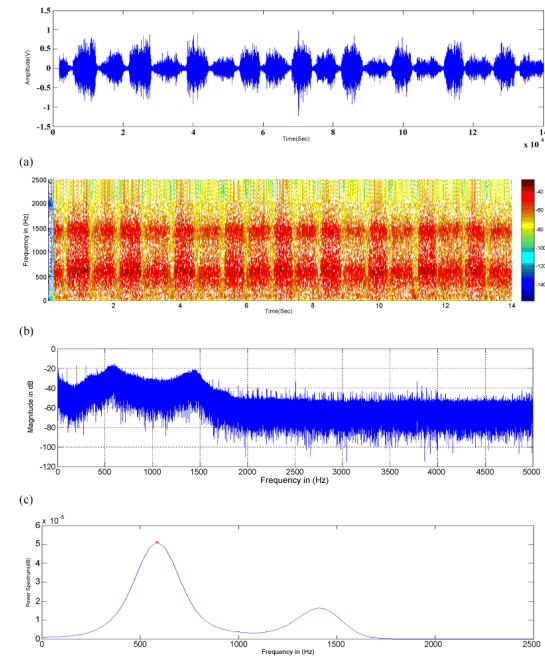 1.5
1
0.5
0
-0.5
-1
-1.5
Amplitude(V)
0 2 4 6 8 10 12 14
Time(Sec)
x 10 4
(a)
2500
2000
1500
1000
500
0
Frequency in (Hz)
2 4 6 8 10 12 14
Time(Sec)
-40
-60
-80
-100
-120
-140
(b)
0
-20
-40
-60
-80
-100
-120
Magnitude in dB
0 500 1000 1500 2000 2500 3000 3500 4000 4500 5000
Frequency in (Hz)
(c)
x 10 -5
6
5
4
3
2
1
0
Power Spectrum(dB)
0 500 1000 1500 2000 2500
Frequency in (Hz)